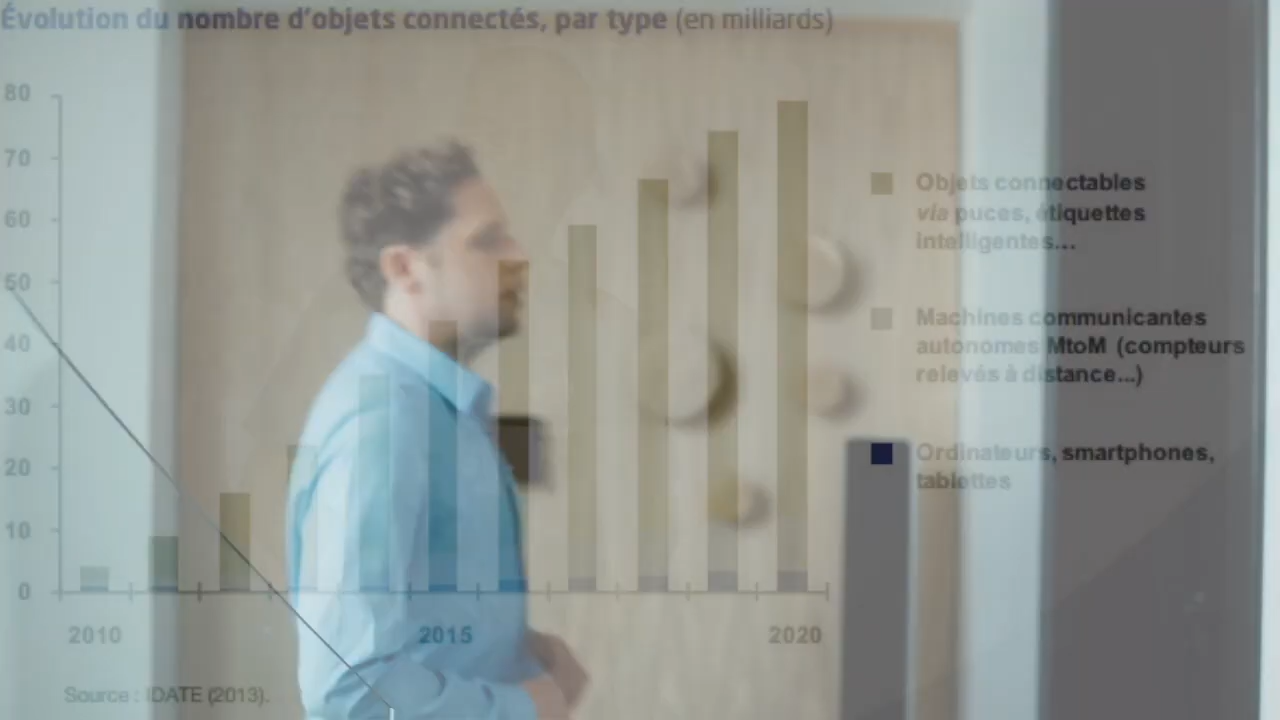 Évolution du nombre d'objets connectés, par type (en milliards)
80
70
60
50
40
30
20
10
0
2010
2015
2020
Objets connectables
via puces, étiquettes
intelligentes...
Machines communicantes
autonomes MtoM (compteurs
relevés à distance...)
Ordinateurs, smartphones,
tablettes
Source : IDATE (2013).